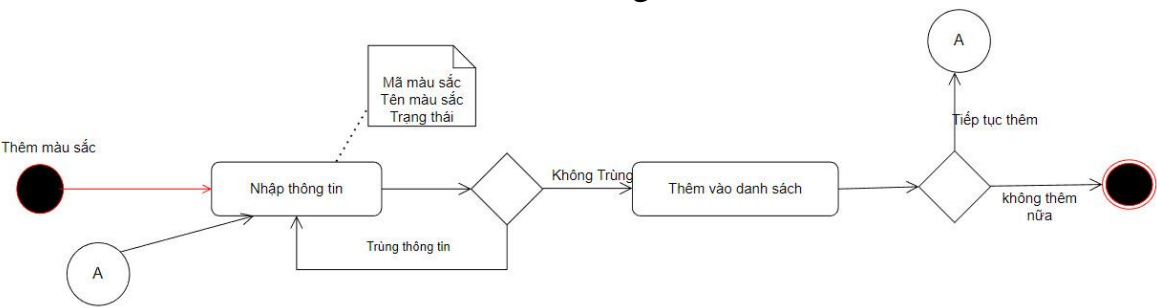 A
Mã màu sắc
Tên màu sắc
Trạng thái
Tiếp tục thêm
Thêm màu sắc
Nhập thông tin
Không Trùng
Thêm vào danh sách
không thêm
nữa
Trùng thông tin
A